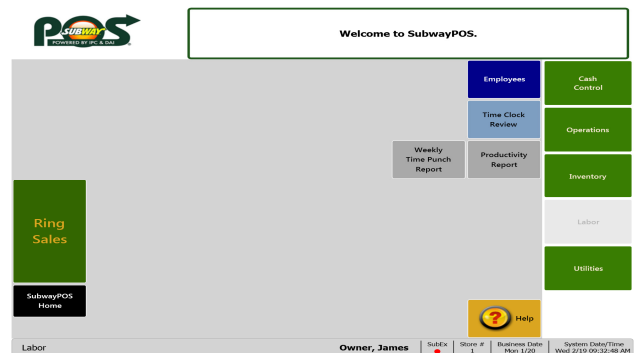 POS
SUBWAY
POWERED BY IPC & DAI
Welcome to SubwayPOS.
Employees
Cash
Control
Time Clock
Review
Operations
Weekly
Time Punch
Report
Productivity
Report
Inventory
Ring
Sales
Labor
Utilities
SubwayPOS
Home
?
Help
Labor
Owner, James
SubEx
Store #
1
Business Date
Mon 1/20
System Date/Time
Wed 2/19 09:32:48 AM